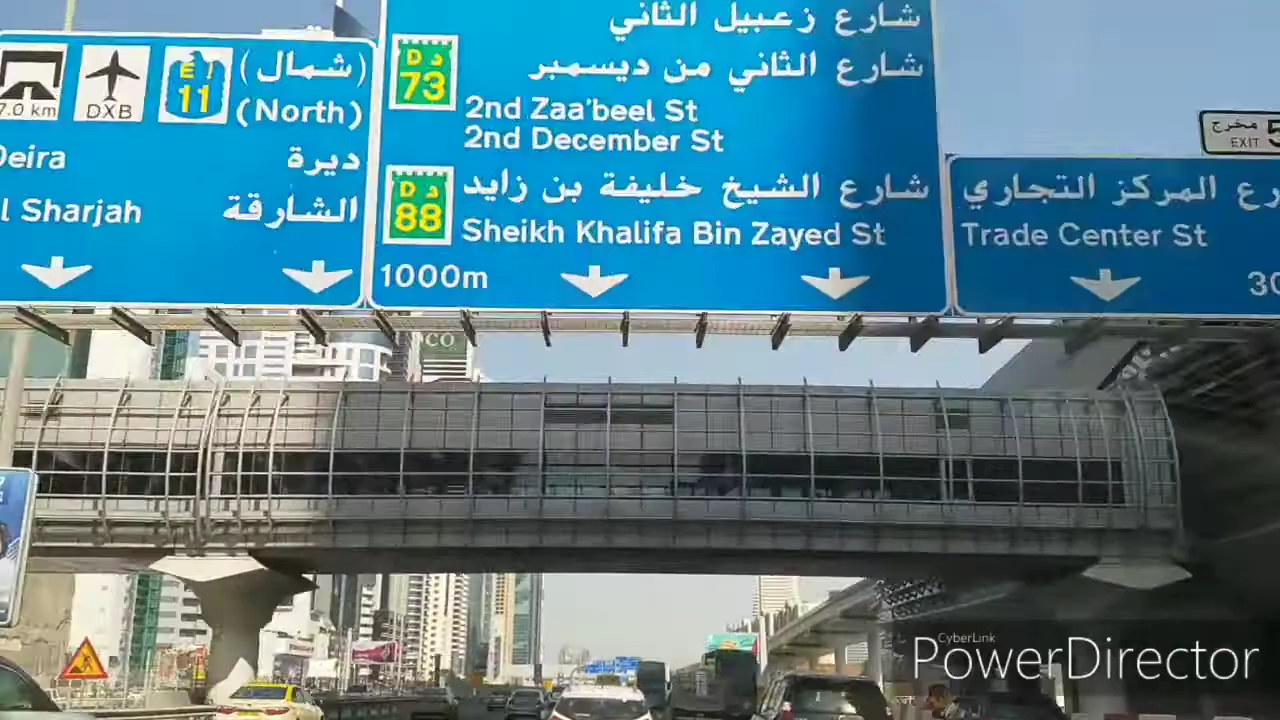 7.0 km
DXB
E 11
(شمال)
(North)
Deira
ديرة
Sharjah
الشارقة
شارع زعبيل الثاني
D د 73
شارع الثاني من ديسمبر
2nd Zaa'beel St
2nd December St
D د 88
شارع الشيخ خليفة بن زايد
Sheikh Khalifa Bin Zayed St
1000m
مخرج
EXIT
المركز التجاري
Trade Center St
CyberLink
PowerDirector